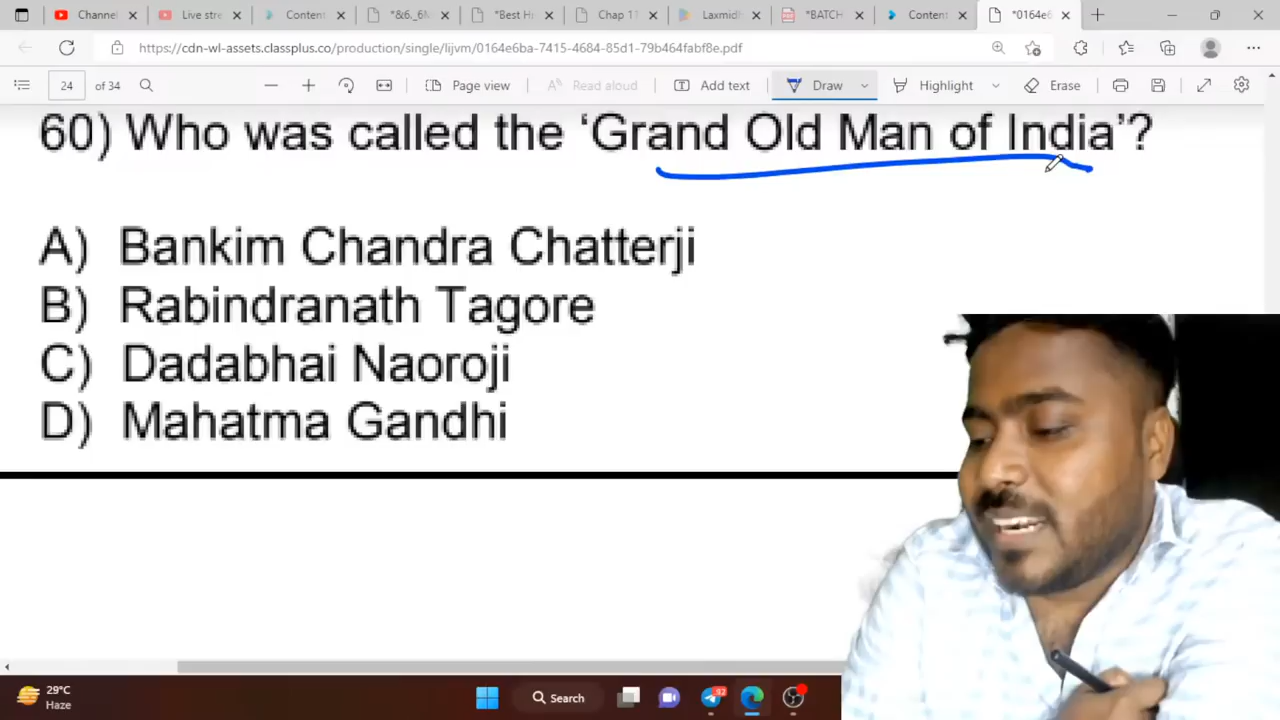 Channel
Live stre
Content
*&6._6M
*Best H
Chap 11
Laxmidh
*BATCH
Content
*0164e6
https://cdn-wl-assets.classplus.co/production/single/lijvm/0164e6ba-7415-4684-85d1-79b464fabf8e.pdf
24 of 34 Page view Read aloud Add text Draw Highlight Erase
60) Who was called the ‘Grand Old Man of India’?
A) Bankim Chandra Chatterji
B) Rabindranath Tagore
C) Dadabhai Naoroji
D) Mahatma Gandhi
29°C
Haze
Search